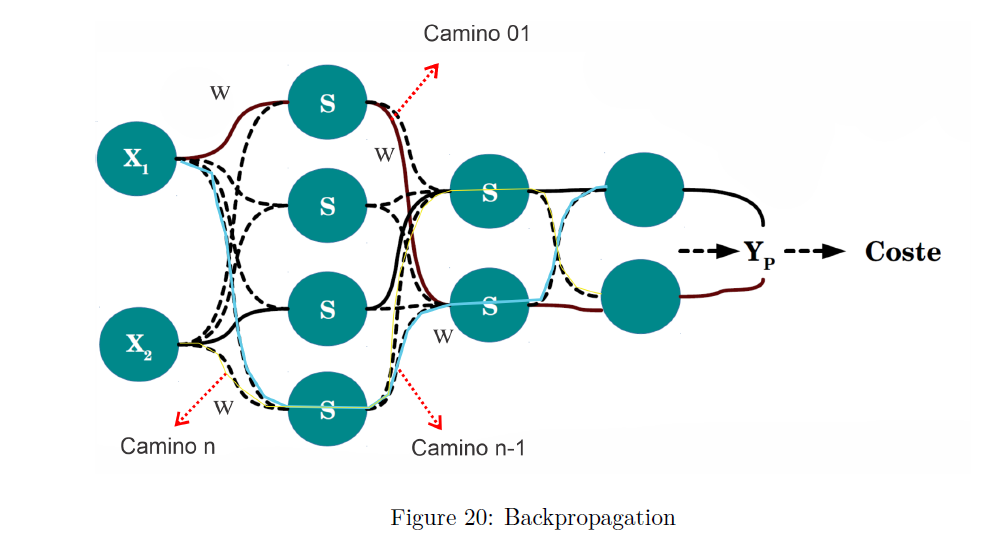 Camino 01
W
S
W
X1
S
S
Yp
Coste
S
S
W
X2
S
W
Camino n
Camino n-1
Figure 20: Backpropagation